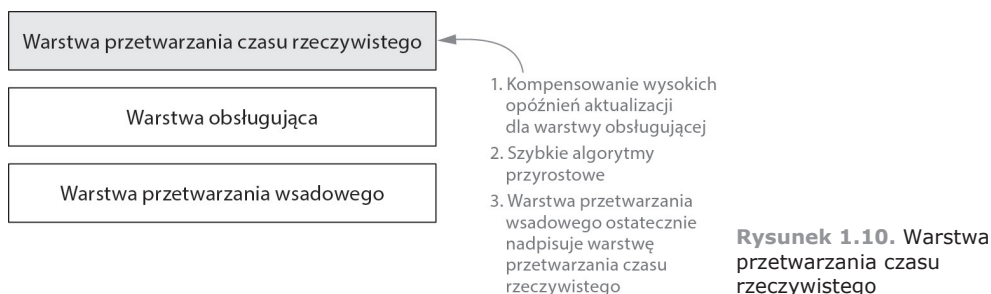 Warstwa przetwarzania czasu rzeczywistego
Warstwa obsługująca
Warstwa przetwarzania wsadowego
1. Kompensowanie wysokich
opóźnień aktualizacji
dla warstwy obsługującej
2. Szybkie algorytmy
przyrostowe
3. Warstwa przetwarzania
wsadowego ostatecznie
nadpisuje warstwę
przetwarzania czasu
rzeczywistego
Rysunek 1.10. Warstwa
przetwarzania czasu
rzeczywistego